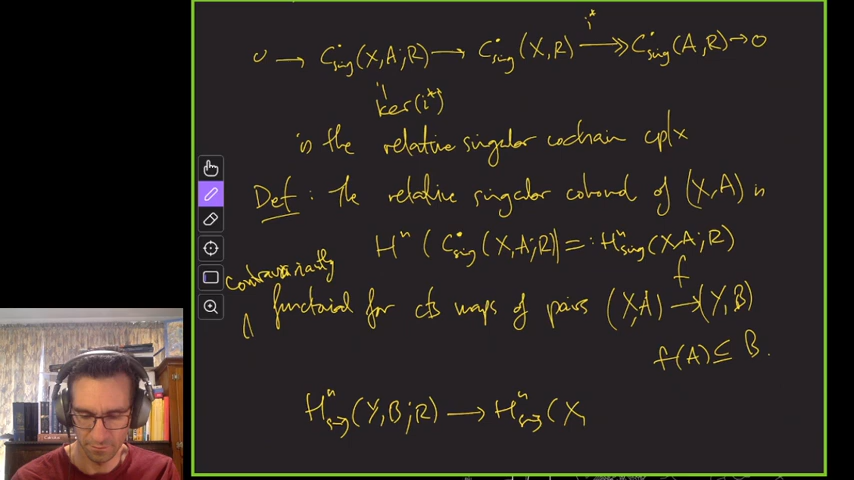 i*
0 → C•sing(X,A;R) → C•sing(X,R) ↠ C•sing(A,R) → 0
ker(i*)
is the relative singular cochain cplx
Def: The relative singular cohomol of (X,A) is
Hⁿ(C•sing(X,A;R)) =: Hⁿsing(X,A;R)
contravariantly
f
functorial for cts maps of pairs (X,A) → (Y,B)
f(A) ⊆ B.
Hⁿsing(Y,B;R) → Hⁿsing(X,